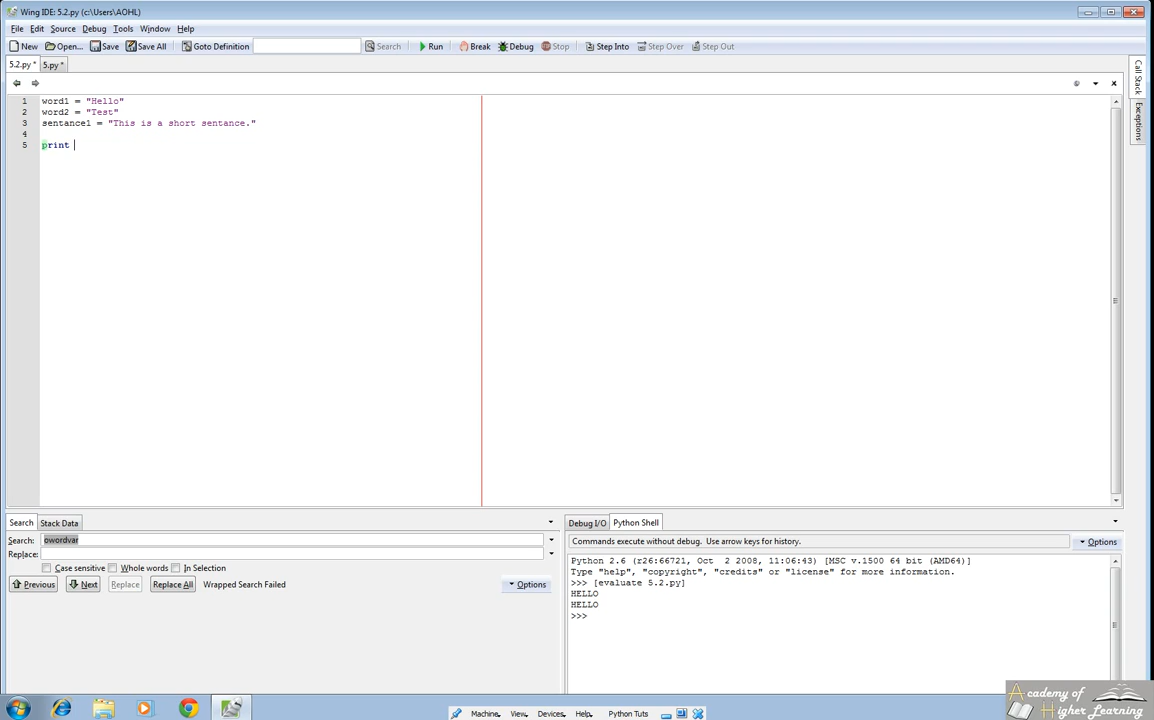 Wing IDE: 5.2.py (c:\Users\AOHL)
File Edit Source Debug Tools Window Help
New Open... Save Save All Goto Definition Search Run Break Debug Stop Step Into Step Over Step Out
5.2.py * 5.py *
Call Stack
Exceptions
1 word1 = "Hello"
2 word2 = "Test"
3 sentance1 = "This is a short sentance."
4
5 print
Search Stack Data
Search: owordvar
Replace:
Case sensitive Whole words In Selection
Previous Next Replace Replace All Wrapped Search Failed Options
Debug I/O Python Shell
Commands execute without debug. Use arrow keys for history. Options
Python 2.6 (r26:66721, Oct 2 2008, 11:06:43) [MSC v.1500 64 bit (AMD64)]
Type "help", "copyright", "credits" or "license" for more information.
>>> [evaluate 5.2.py]
HELLO
HELLO
>>>
Machine View Devices Help Python Tuts
Academy of
Higher Learning